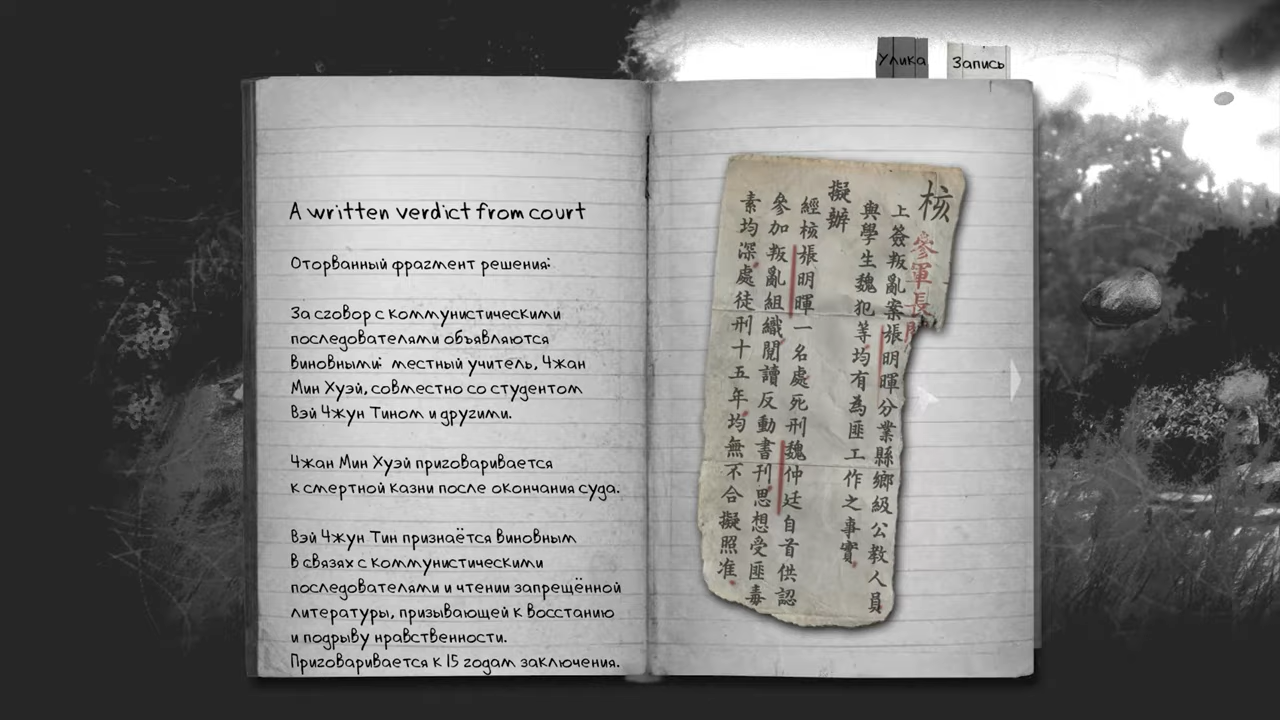 Улика
Запись
A written verdict from court
Оторванный фрагмент решения:
За сговор с коммунистическими
последователями объявляются
виновными: местный учитель, Чжан
Мин Хуэй, совместно со студентом
Вэй Чжун Тином и другими.
Чжан Мин Хуэй приговаривается
к смертной казни после окончания суда.
Вэй Чжун Тин признаётся виновным
в связях с коммунистическими
последователями и чтении запрещённой
литературы, призывающей к восстанию
и подрыву нравственности.
Приговаривается к 15 годам заключения.
核
參軍長
上簽叛亂案張明暉分業縣鄉級公教人員
與學生魏犯等均有為匪工作之事實
擬辦
經核張明暉一名處死刑魏仲廷自首供認
參加叛亂組織閱讀反動書刊思想受匪毒
素均深處徒刑十五年均無不合擬照准